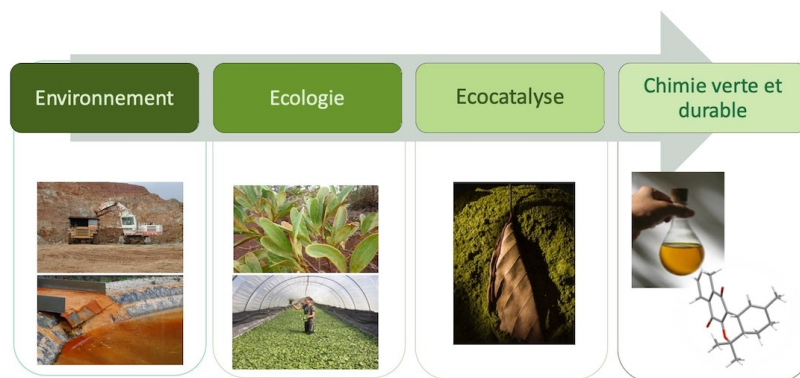 Environnement
Ecologie
Ecocatalyse
Chimie verte et
durable